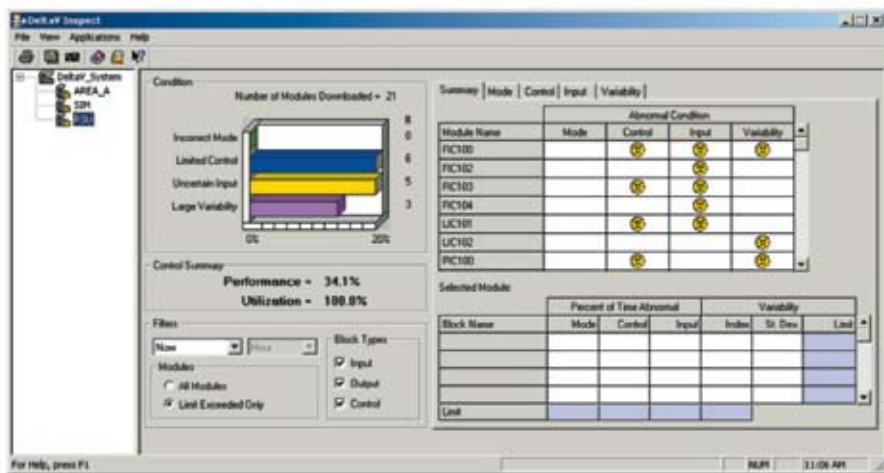 DeltaV Inspect
File View Applications Help
DeltaV_System
AREA_A
SIM
Condition
Number of Modules Downloaded = 21
#
Incorrect Mode 0
Limited Control 6
Uncertain Input 5
Large Variability 3
0% 20%
Control Summary
Performance = 34.1%
Utilization = 100.0%
Filters
Now Hour
Modules
All Modules
Limit Exceeded Only
Block Types
Input
Output
Control
Summary Mode Control Input Variability
Abnormal Condition
Module Name Mode Control Input Variability
FIC100
FIC102
FIC103
FIC104
LIC101
LIC102
PIC100
Selected Module:
Percent of Time Abnormal Variability
Block Name Mode Control Input Index St. Dev Limit
Limit
For Help, press F1
NUM 11:06 AM